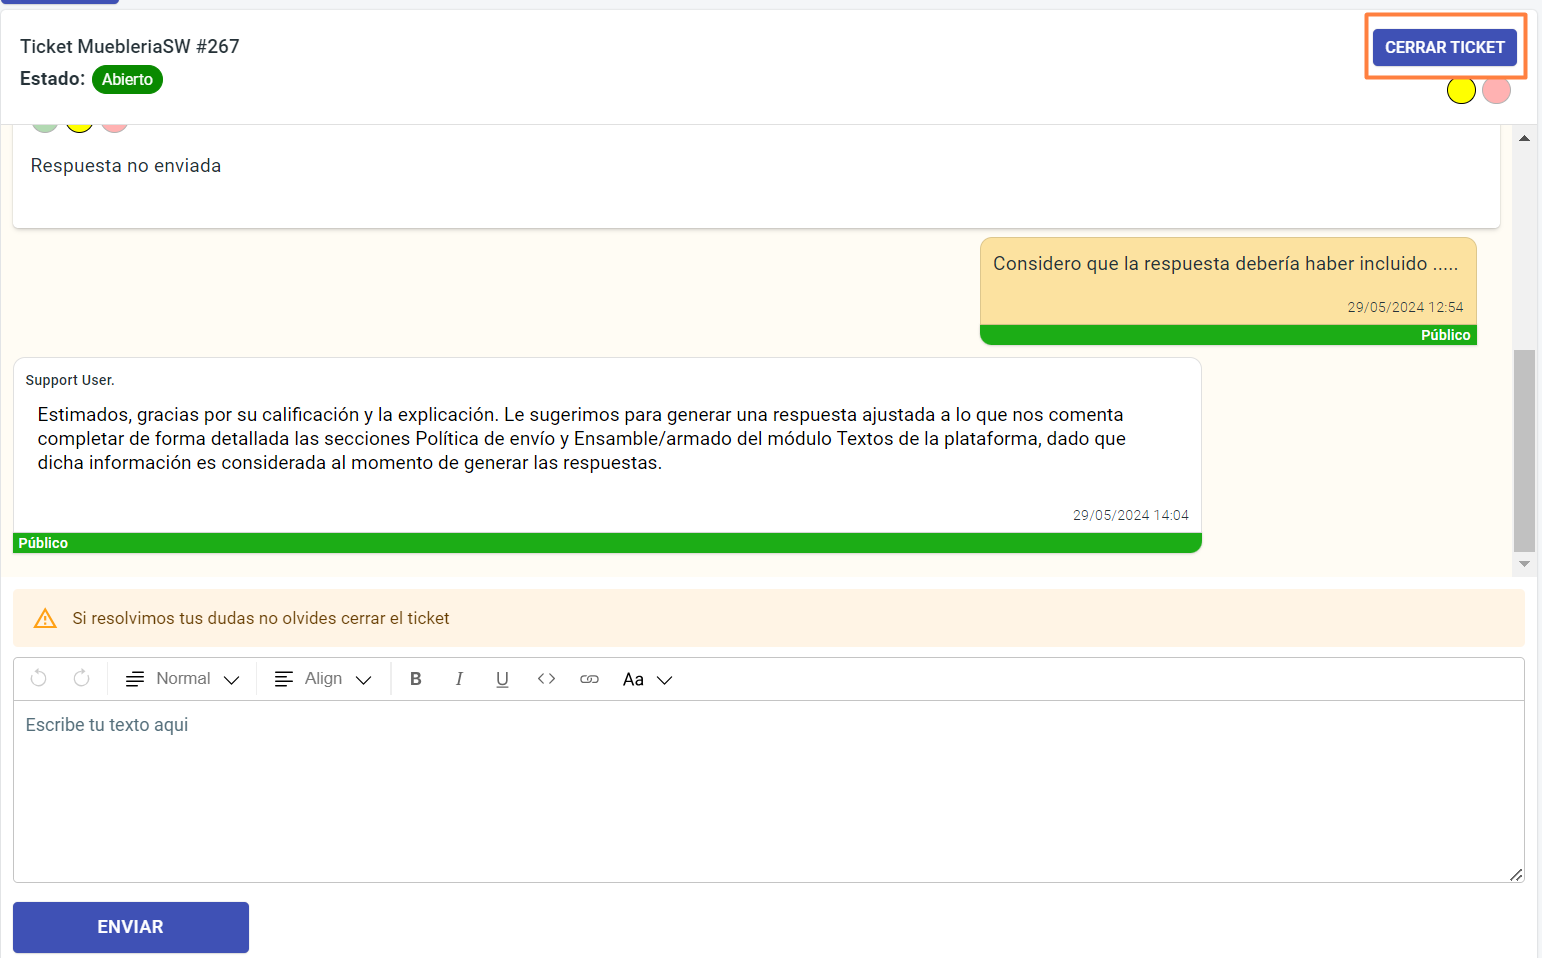 Ticket MuebleriaSW #267
CERRAR TICKET
Estado: Abierto
Respuesta no enviada
Considero que la respuesta debería haber incluido .....
29/05/2024 12:54
Público
Support User.
Estimados, gracias por su calificación y la explicación. Le sugerimos para generar una respuesta ajustada a lo que nos comenta
completar de forma detallada las secciones Política de envío y Ensamble/armado del módulo Textos de la plataforma, dado que
dicha información es considerada al momento de generar las respuestas.
29/05/2024 14:04
Público
Si resolvimos tus dudas no olvides cerrar el ticket
Normal Align B I U <> Aa
Escribe tu texto aqui
ENVIAR